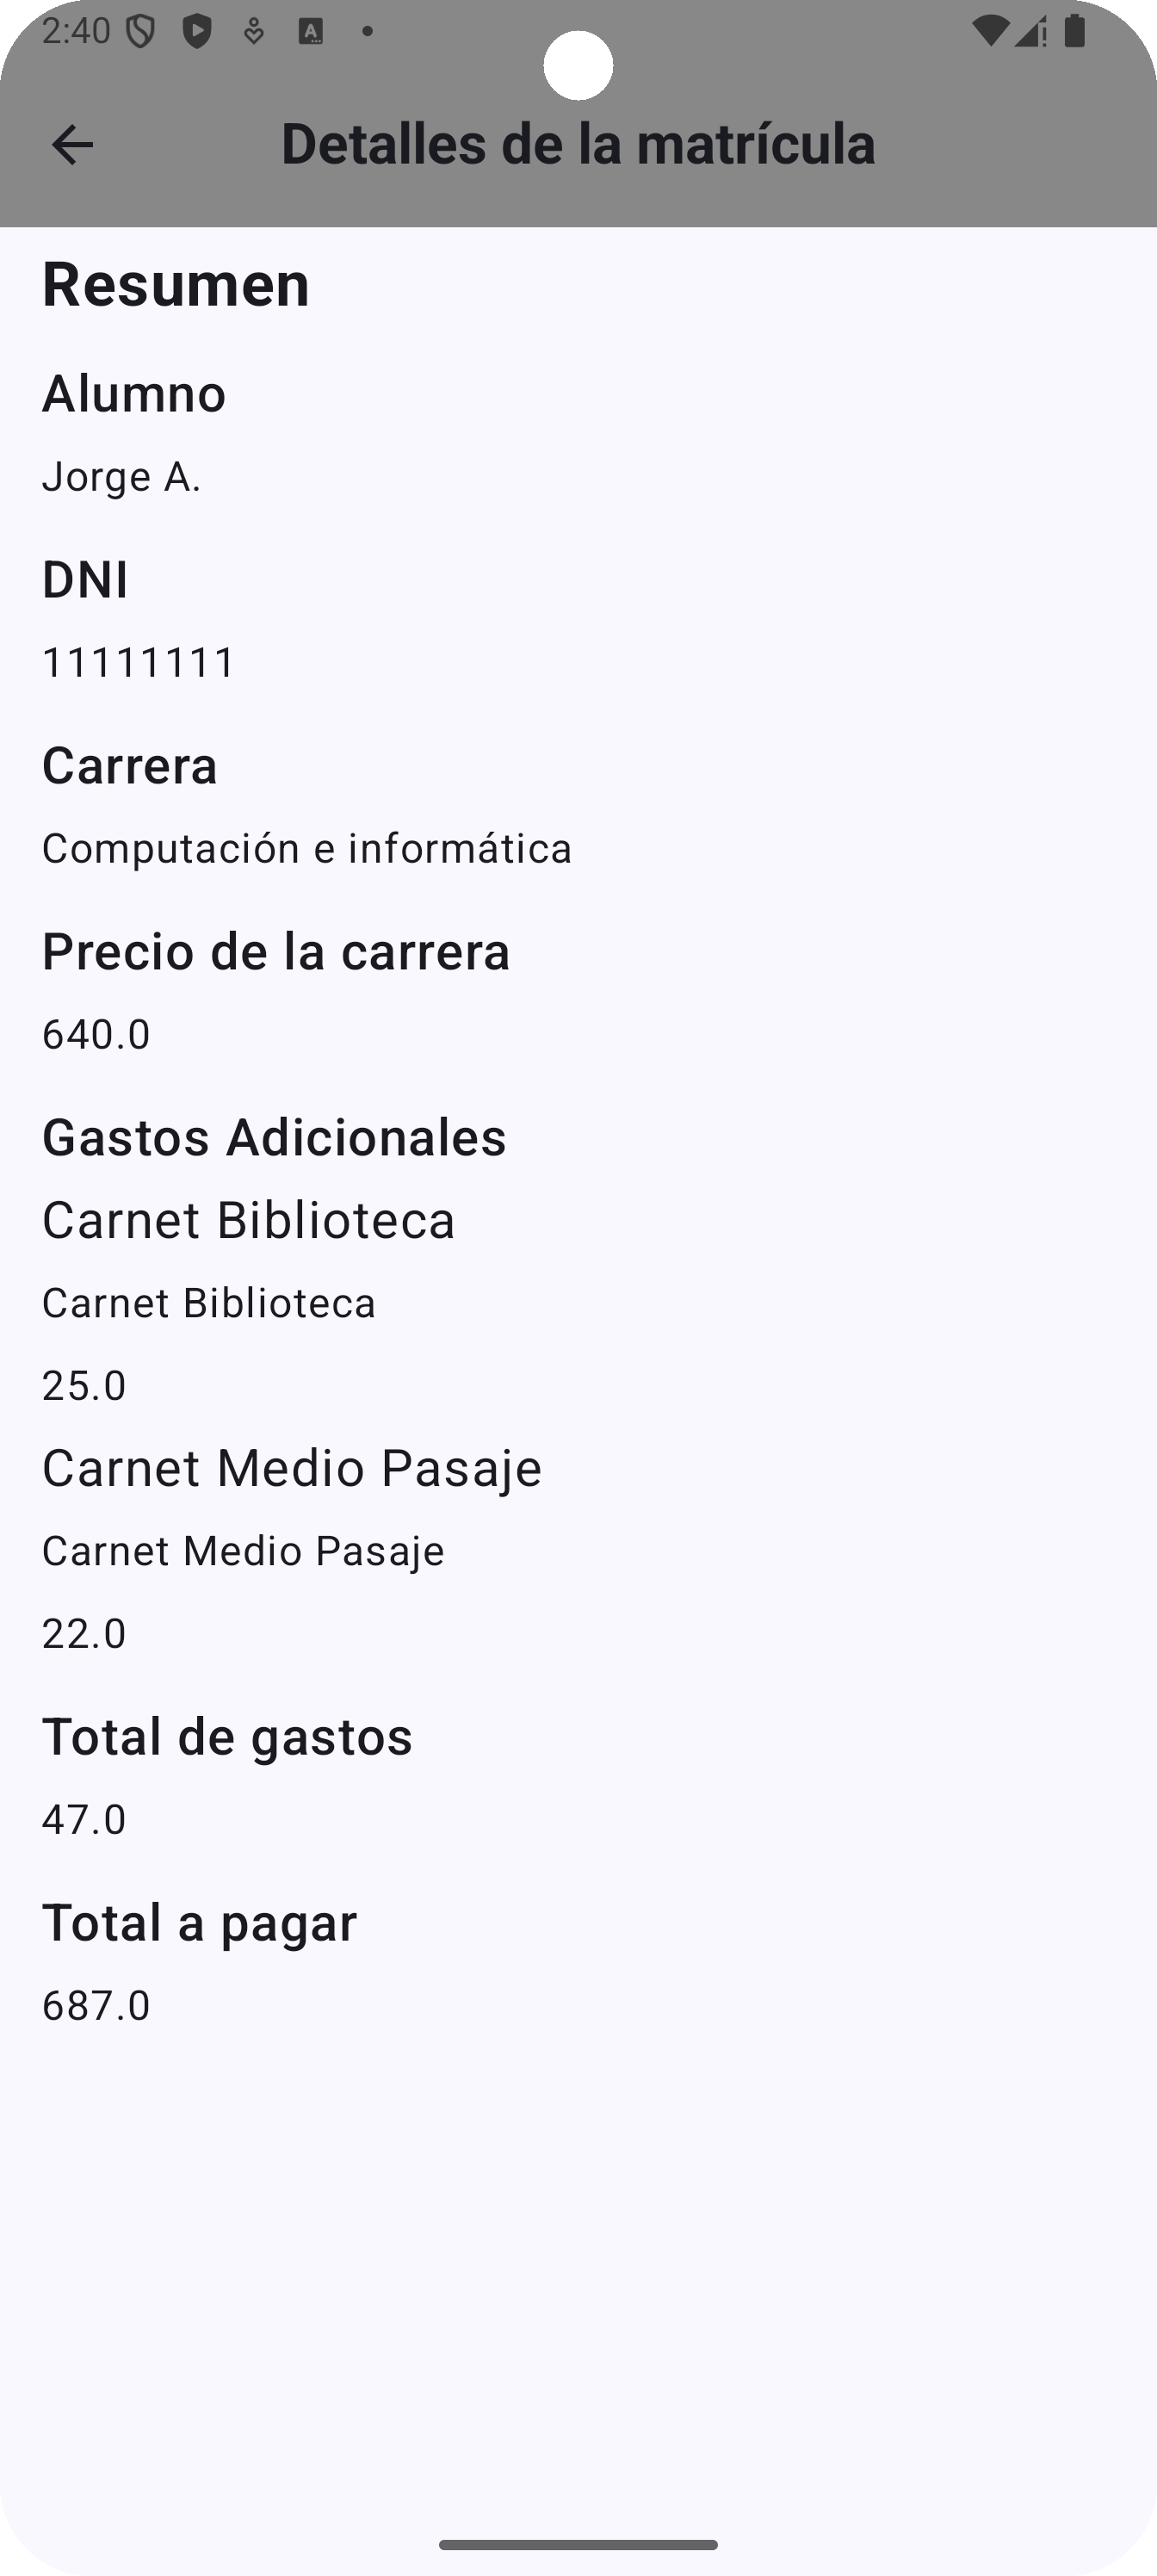 2:40
Detalles de la matrícula
Resumen
Alumno
Jorge A.
DNI
11111111
Carrera
Computación e informática
Precio de la carrera
640.0
Gastos Adicionales
Carnet Biblioteca
Carnet Biblioteca
25.0
Carnet Medio Pasaje
Carnet Medio Pasaje
22.0
Total de gastos
47.0
Total a pagar
687.0